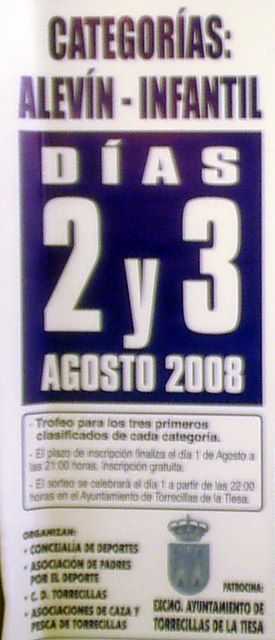 CATEGORÍAS:
ALEVÍN - INFANTIL
DÍAS
2 y 3
AGOSTO 2008
- Trofeo para los tres primeros
clasificados de cada categoría.
- El plazo de inscripción finaliza el día 1 de Agosto a
las 21:00 horas. Inscripción gratuita.
- El sorteo se celebrará el día 1 a partir de las 22:00
horas en el Ayuntamiento de Torrecillas de la Tiesa.
ORGANIZAN:
- CONCEJALÍA DE DEPORTES
- ASOCIACIÓN DE PADRES
POR EL DEPORTE
- C. D. TORRECILLAS
- ASOCIACIONES DE CAZA Y
PESCA DE TORRECILLAS
PATROCINA:
EXCMO. AYUNTAMIENTO DE
TORRECILLAS DE LA TIESA